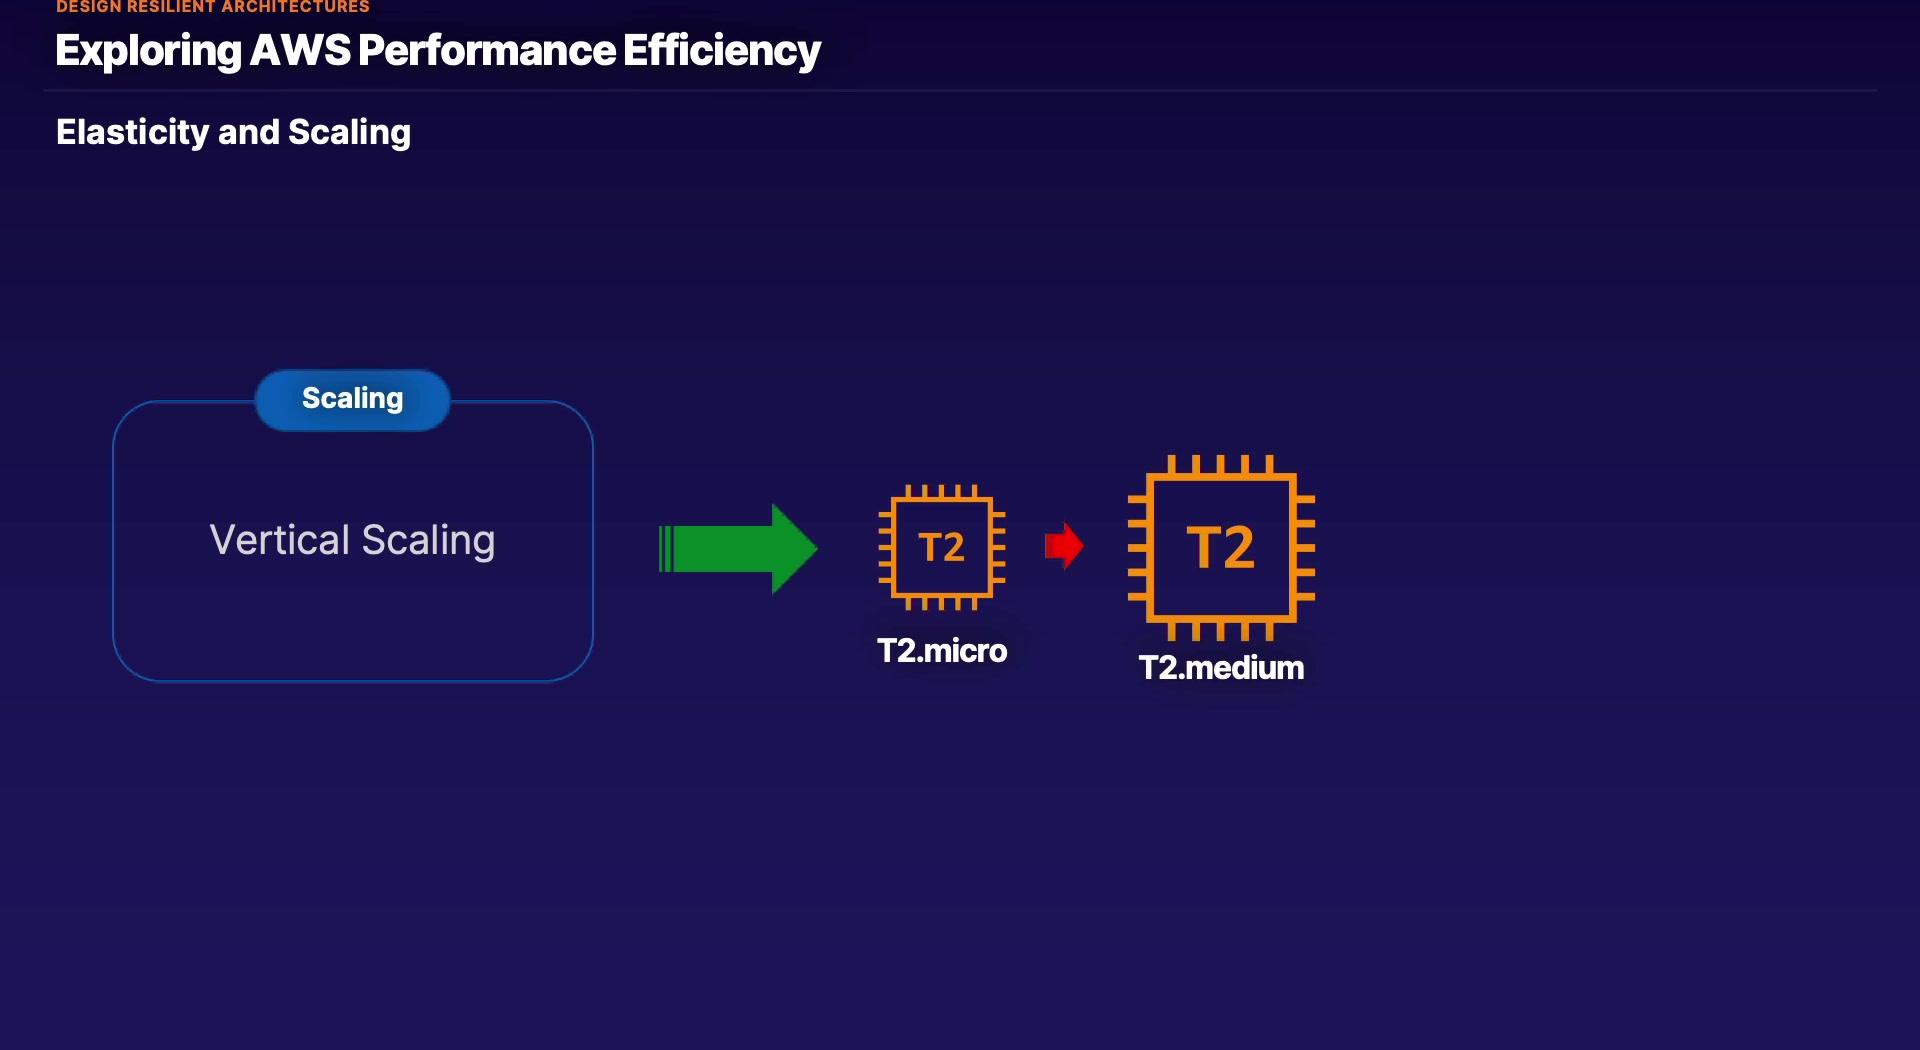 DESIGN RESILIENT ARCHITECTURES
Exploring AWS Performance Efficiency
Elasticity and Scaling
Scaling
Vertical Scaling
T2
T2
T2.micro
T2.medium